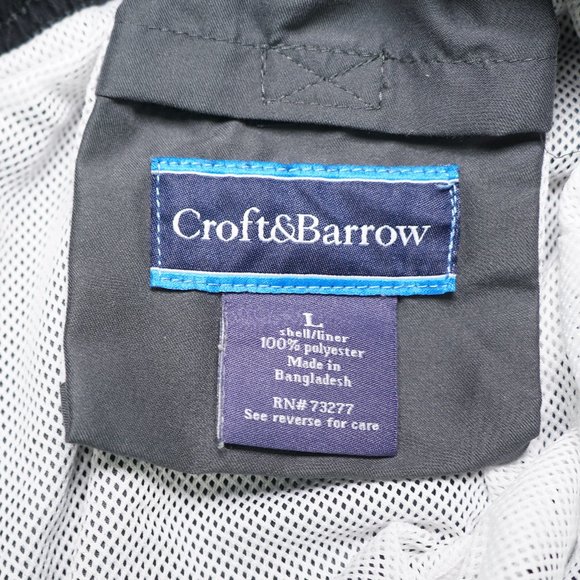 Croft&Barrow
L
shell/liner
100% polyester
Made in
Bangladesh
RN# 73277
See reverse for care